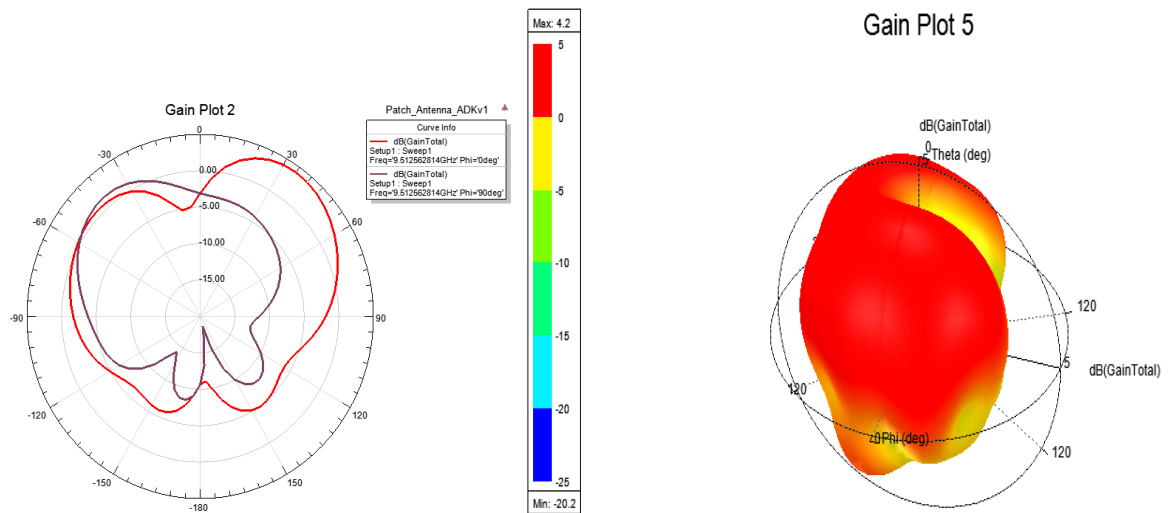 Gain Plot 2
0
-30
30
-60
60
-90
90
-120
120
-150
150
-180
0.00
-5.00
-10.00
-15.00
Patch_Antenna_ADKv1
Curve Info
dB(GainTotal)
Setup1 : Sweep1
Freq='9.512562814GHz' Phi='0deg'
dB(GainTotal)
Setup1 : Sweep1
Freq='9.512562814GHz' Phi='90deg'
Max: 4.2
5
0
-5
-10
-15
-20
-25
Min: -20.2
Gain Plot 5
dB(GainTotal)
0
5
Theta (deg)
120
5
dB(GainTotal)
120
0
Phi (deg)
120